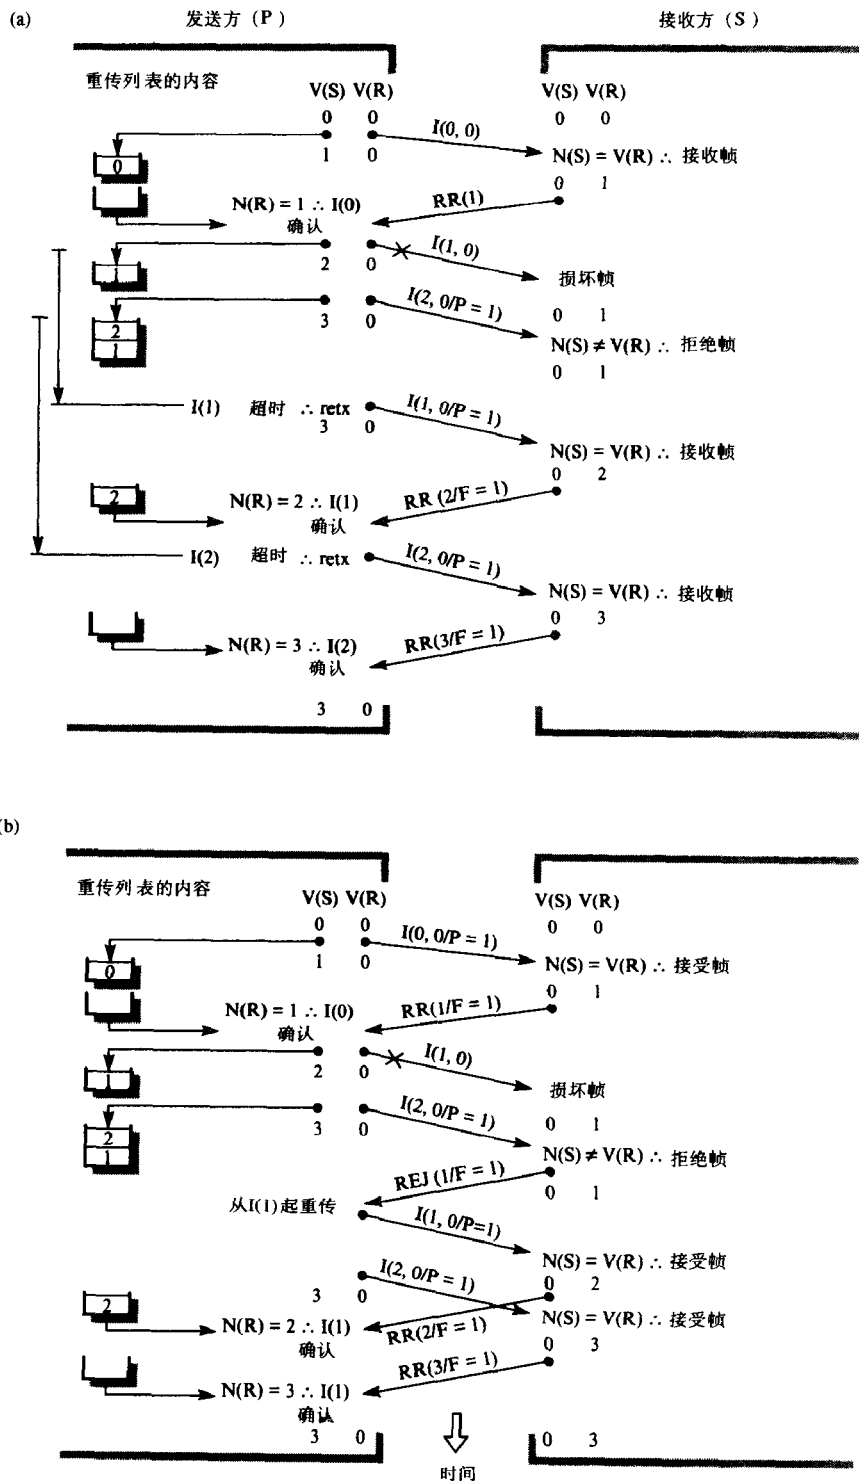 (a)
发送方（P）
接收方（S）
重传列表的内容
V(S) V(R)
V(S) V(R)
0 0
0 0
I(0, 0)
1 0
N(S) = V(R) ∴ 接收帧
0
0 1
RR(1)
N(R) = 1 ∴ I(0)
确认
I(1, 0)
2 0
损坏帧
1
I(2, 0/P = 1)
0 1
3 0
N(S) ≠ V(R) ∴ 拒绝帧
2
1
0 1
I(1) 超时 ∴ retx
I(1, 0/P = 1)
3 0
N(S) = V(R) ∴ 接收帧
0 2
2
N(R) = 2 ∴ I(1)
确认
RR (2/F = 1)
I(2) 超时 ∴ retx
I(2, 0/P = 1)
N(S) = V(R) ∴ 接收帧
0 3
RR(3/F = 1)
N(R) = 3 ∴ I(2)
确认
3 0
(b)
重传列表的内容
V(S) V(R)
V(S) V(R)
0 0
0 0
I(0, 0/P = 1)
1 0
N(S) = V(R) ∴ 接受帧
0
0 1
RR(1/F = 1)
N(R) = 1 ∴ I(0)
确认
I(1, 0)
2 0
损坏帧
1
I(2, 0/P = 1)
0 1
3 0
N(S) ≠ V(R) ∴ 拒绝帧
2
1
REJ (1/F = 1)
0 1
从I(1)起重传
I(1, 0/P=1)
N(S) = V(R) ∴ 接受帧
I(2, 0/P = 1)
0 2
3 0
N(S) = V(R) ∴ 接受帧
2
N(R) = 2 ∴ I(1)
确认
RR(2/F = 1)
0 3
RR(3/F = 1)
N(R) = 3 ∴ I(1)
确认
3 0
0 3
时间